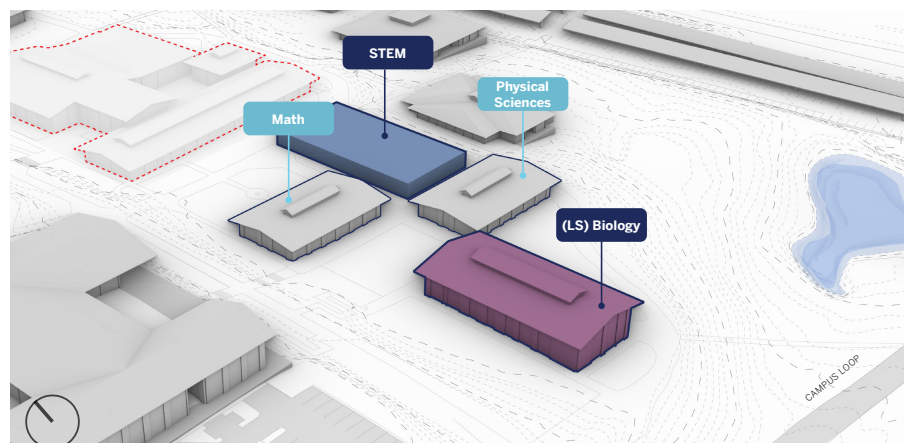 STEM
Physical
Sciences
Math
(LS) Biology
CAMPUS LOOP